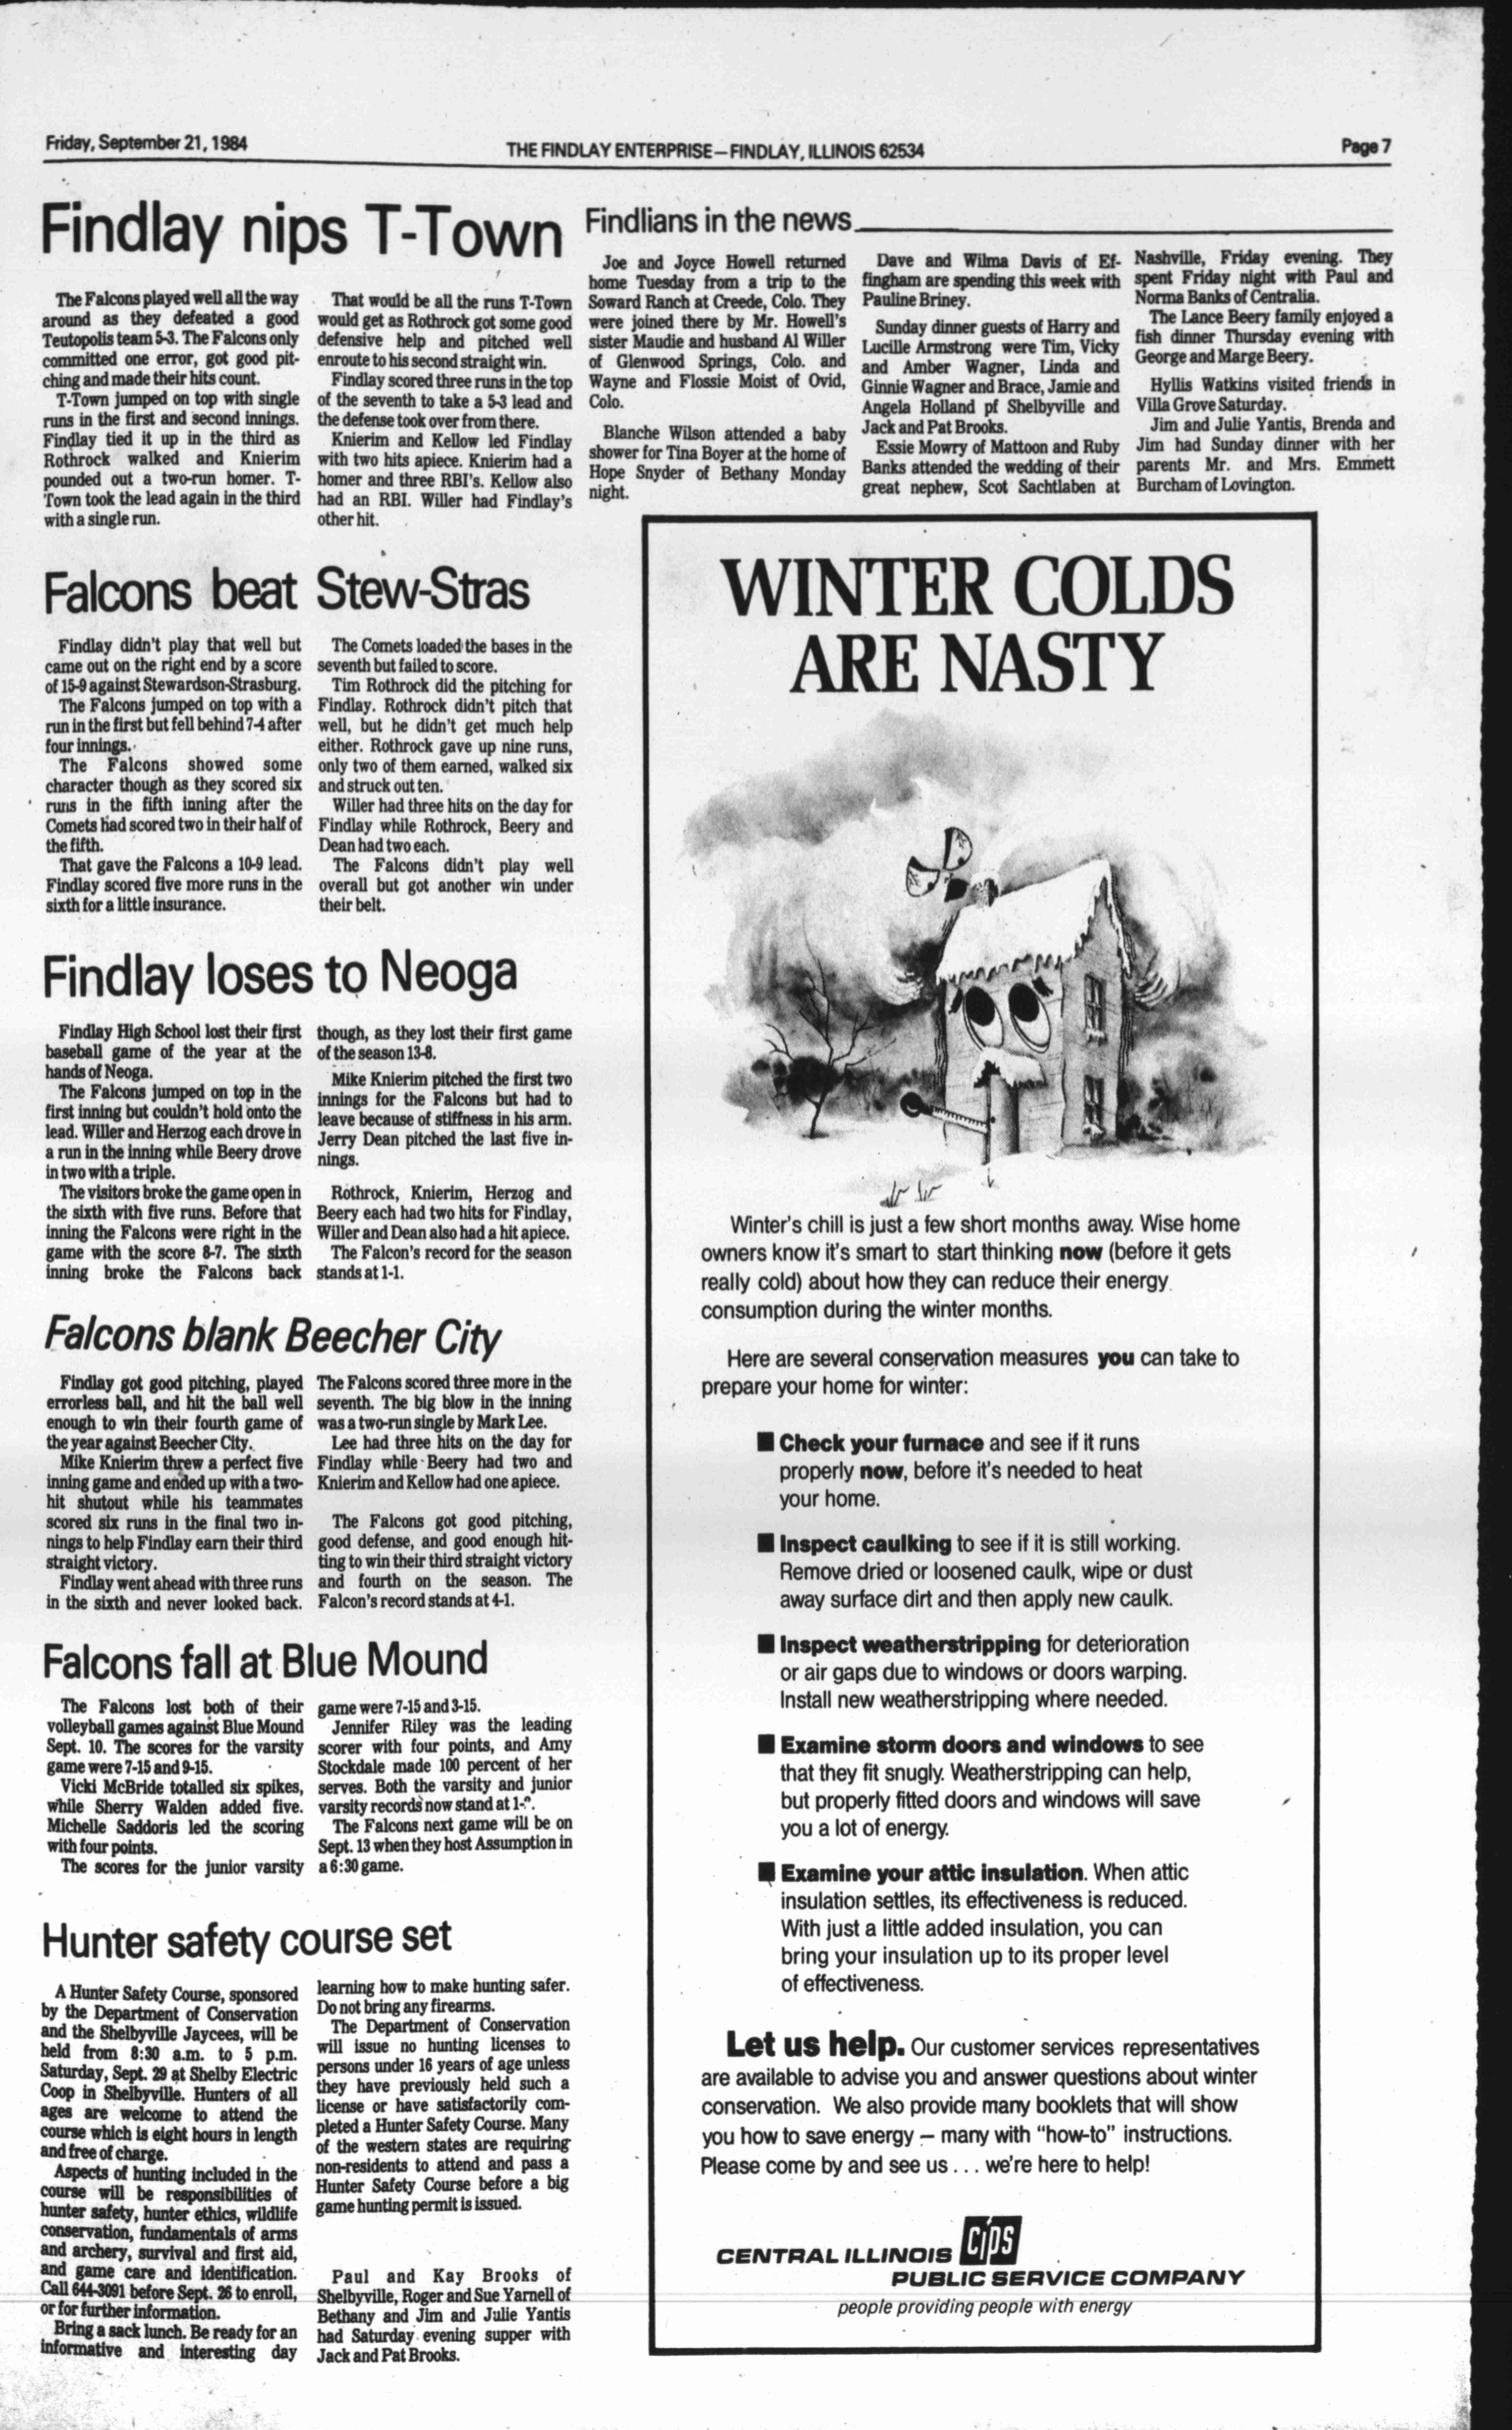 Friday, September 21, 1984
THE FINDLAY ENTERPRISE—FINDLAY, ILLINOIS 62534
Page 7
Findlay nips T-Town
The Falcons played well all the way
around as they defeated a good
Teutopolis team 5-3. The Falcons only
committed one error, got good pit-
ching and made their hits count.
T-Town jumped on top with single
runs in the first and second innings.
Findlay tied it up in the third as
Rothrock walked and Knierim
pounded out a two-run homer. T-
Town took the lead again in the third
with a single run.
That would be all the runs T-Town
would get as Rothrock got some good
defensive help and pitched well
enroute to his second straight win.
Findlay scored three runs in the top
of the seventh to take a 5-3 lead and
the defense took over from there.
Knierim and Kellow led Findlay
with two hits apiece. Knierim had a
homer and three RBI's. Kellow also
had an RBI. Willer had Findlay's
other hit.
Falcons beat Stew-Stras
Findlay didn't play that well but
came out on the right end by a score
of 15-9 against Stewardson-Strasburg.
The Falcons jumped on top with a
run in the first but fell behind 7-4 after
four innings.
The Falcons showed some
character though as they scored six
runs in the fifth inning after the
Comets had scored two in their half of
the fifth.
That gave the Falcons a 10-9 lead.
Findlay scored five more runs in the
sixth for a little insurance.
The Comets loaded the bases in the
seventh but failed to score.
Tim Rothrock did the pitching for
Findlay. Rothrock didn't pitch that
well, but he didn't get much help
either. Rothrock gave up nine runs,
only two of them earned, walked six
and struck out ten.
Willer had three hits on the day for
Findlay while Rothrock, Beery and
Dean had two each.
The Falcons didn't play well
overall but got another win under
their belt.
Findlay loses to Neoga
Findlay High School lost their first
baseball game of the year at the
hands of Neoga.
The Falcons jumped on top in the
first inning but couldn't hold onto the
lead. Willer and Herzog each drove in
a run in the inning while Beery drove
in two with a triple.
The visitors broke the game open in
the sixth with five runs. Before that
inning the Falcons were right in the
game with the score 8-7. The sixth
inning broke the Falcons back
though, as they lost their first game
of the season 13-8.
Mike Knierim pitched the first two
innings for the Falcons but had to
leave because of stiffness in his arm.
Jerry Dean pitched the last five in-
nings.
Rothrock, Knierim, Herzog and
Beery each had two hits for Findlay,
Willer and Dean also had a hit apiece.
The Falcon's record for the season
stands at 1-1.
Falcons blank Beecher City
Findlay got good pitching, played
errorless ball, and hit the ball well
enough to win their fourth game of
the year against Beecher City.
Mike Knierim threw a perfect five
inning game and ended up with a two-
hit shutout while his teammates
scored six runs in the final two in-
nings to help Findlay earn their third
straight victory.
Findlay went ahead with three runs
in the sixth and never looked back.
The Falcons scored three more in the
seventh. The big blow in the inning
was a two-run single by Mark Lee.
Lee had three hits on the day for
Findlay while Beery had two and
Knierim and Kellow had one apiece.
The Falcons got good pitching,
good defense, and good enough hit-
ting to win their third straight victory
and fourth on the season. The
Falcon's record stands at 4-1.
Falcons fall at Blue Mound
The Falcons lost both of their
volleyball games against Blue Mound
Sept. 10. The scores for the varsity
game were 7-15 and 9-15.
Vicki McBride totalled six spikes,
while Sherry Walden added five.
Michelle Saddoris led the scoring
with four points.
The scores for the junior varsity
game were 7-15 and 3-15.
Jennifer Riley was the leading
scorer with four points, and Amy
Stockdale made 100 percent of her
serves. Both the varsity and junior
varsity records now stand at
The Falcons next game will be on
Sept. 13 when they host Assumption in
a 6:30 game.
Hunter safety course set
A Hunter Safety Course, sponsored
by the Department of Conservation
and the Shelbyville Jaycees, will be
held from 8:30 a.m. to 5 p.m.
Saturday, Sept. 29 at Shelby Electric
Coop in Shelbyville. Hunters of all
ages are welcome to attend the
course which is eight hours in length
and free of charge.
Aspects of hunting included in the
course will be responsibilities of
hunter safety, hunter ethics, wildlife
conservation, fundamentals of arms
and archery, survival and first aid,
and game care and identification.
Call 644-3091 before Sept. 26 to enroll,
or for further information.
Bring a sack lunch. Be ready for an
informative and interesting day
learning how to make hunting safer.
Do not bring any firearms.
The Department of Conservation
will issue no hunting licenses to
persons under 16 years of age unless
they have previously held such a
license or have satisfactorily com-
pleted a Hunter Safety Course. Many
of the western states are requiring
non-residents to attend and pass a
Hunter Safety Course before a big
game hunting permit is issued.
Paul and Kay Brooks of
Shelbyville, Roger and Sue Yarnell of
Bethany and Jim and Julie Yantis
had Saturday evening supper with
Jack and Pat Brooks.
Findlians in the news
Joe and Joyce Howell returned
home Tuesday from a trip to the
Soward Ranch at Creede, Colo. They
were joined there by Mr. Howell's
sister Maudie and husband Al Willer
of Glenwood Springs, Colo. and
Wayne and Flossie Moist of Ovid,
Colo.
Blanche Wilson attended a baby
shower for Tina Boyer at the home of
Hope Snyder of Bethany Monday
night.
Dave and Wilma Davis of Ef-
fingham are spending this week with
Pauline Briney.
Sunday dinner guests of Harry and
Lucille Armstrong were Tim, Vicky
and Amber Wagner, Linda and
Ginnie Wagner and Brace, Jamie and
Angela Holland pf Shelbyville and
Jack and Pat Brooks.
Essie Mowry of Mattoon and Ruby
Banks attended the wedding of their
great nephew, Scot Sachtlaben at
Nashville, Friday evening. They
spent Friday night with Paul and
Norma Banks of Centralia.
The Lance Beery family enjoyed a
fish dinner Thursday evening with
George and Marge Beery.
Hyllis Watkins visited friends in
Villa Grove Saturday.
Jim and Julie Yantis, Brenda and
Jim had Sunday dinner with her
parents Mr. and Mrs. Emmett
Burcham of Lovington.
WINTER COLDS
ARE NASTY
Winter's chill is just a few short months away. Wise home
owners know it's smart to start thinking now (before it gets
really cold) about how they can reduce their energy
consumption during the winter months.
Here are several conservation measures you can take to
prepare your home for winter:
■ Check your furnace and see if it runs
properly now, before it's needed to heat
your home.
■ Inspect caulking to see if it is still working.
Remove dried or loosened caulk, wipe or dust
away surface dirt and then apply new caulk.
■ Inspect weatherstripping for deterioration
or air gaps due to windows or doors warping.
Install new weatherstripping where needed.
■ Examine storm doors and windows to see
that they fit snugly. Weatherstripping can help,
but properly fitted doors and windows will save
you a lot of energy.
■ Examine your attic insulation. When attic
insulation settles, its effectiveness is reduced.
With just a little added insulation, you can
bring your insulation up to its proper level
of effectiveness.
Let us help. Our customer services representatives
are available to advise you and answer questions about winter
conservation. We also provide many booklets that will show
you how to save energy — many with "how-to" instructions.
Please come by and see us . . . we're here to help!
CENTRAL ILLINOIS CIPS
PUBLIC SERVICE COMPANY
people providing people with energy